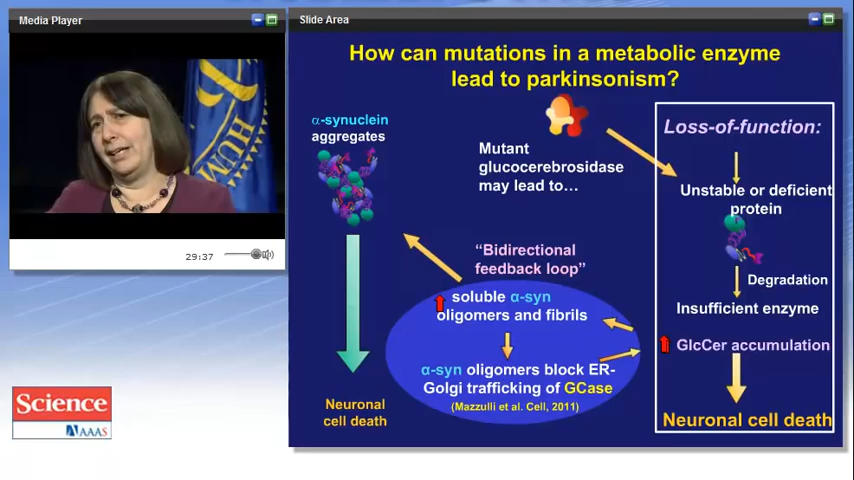 Media Player
29:37
Science
AAAS
Slide Area
How can mutations in a metabolic enzyme
lead to parkinsonism?
α-synuclein
aggregates
Mutant
glucocerebrosidase
may lead to…
Loss-of-function:
Unstable or deficient
protein
Degradation
Insufficient enzyme
GlcCer accumulation
Neuronal cell death
“Bidirectional
feedback loop”
soluble α-syn
oligomers and fibrils
α-syn oligomers block ER-
Golgi trafficking of GCase
(Mazzulli et al. Cell, 2011)
Neuronal
cell death